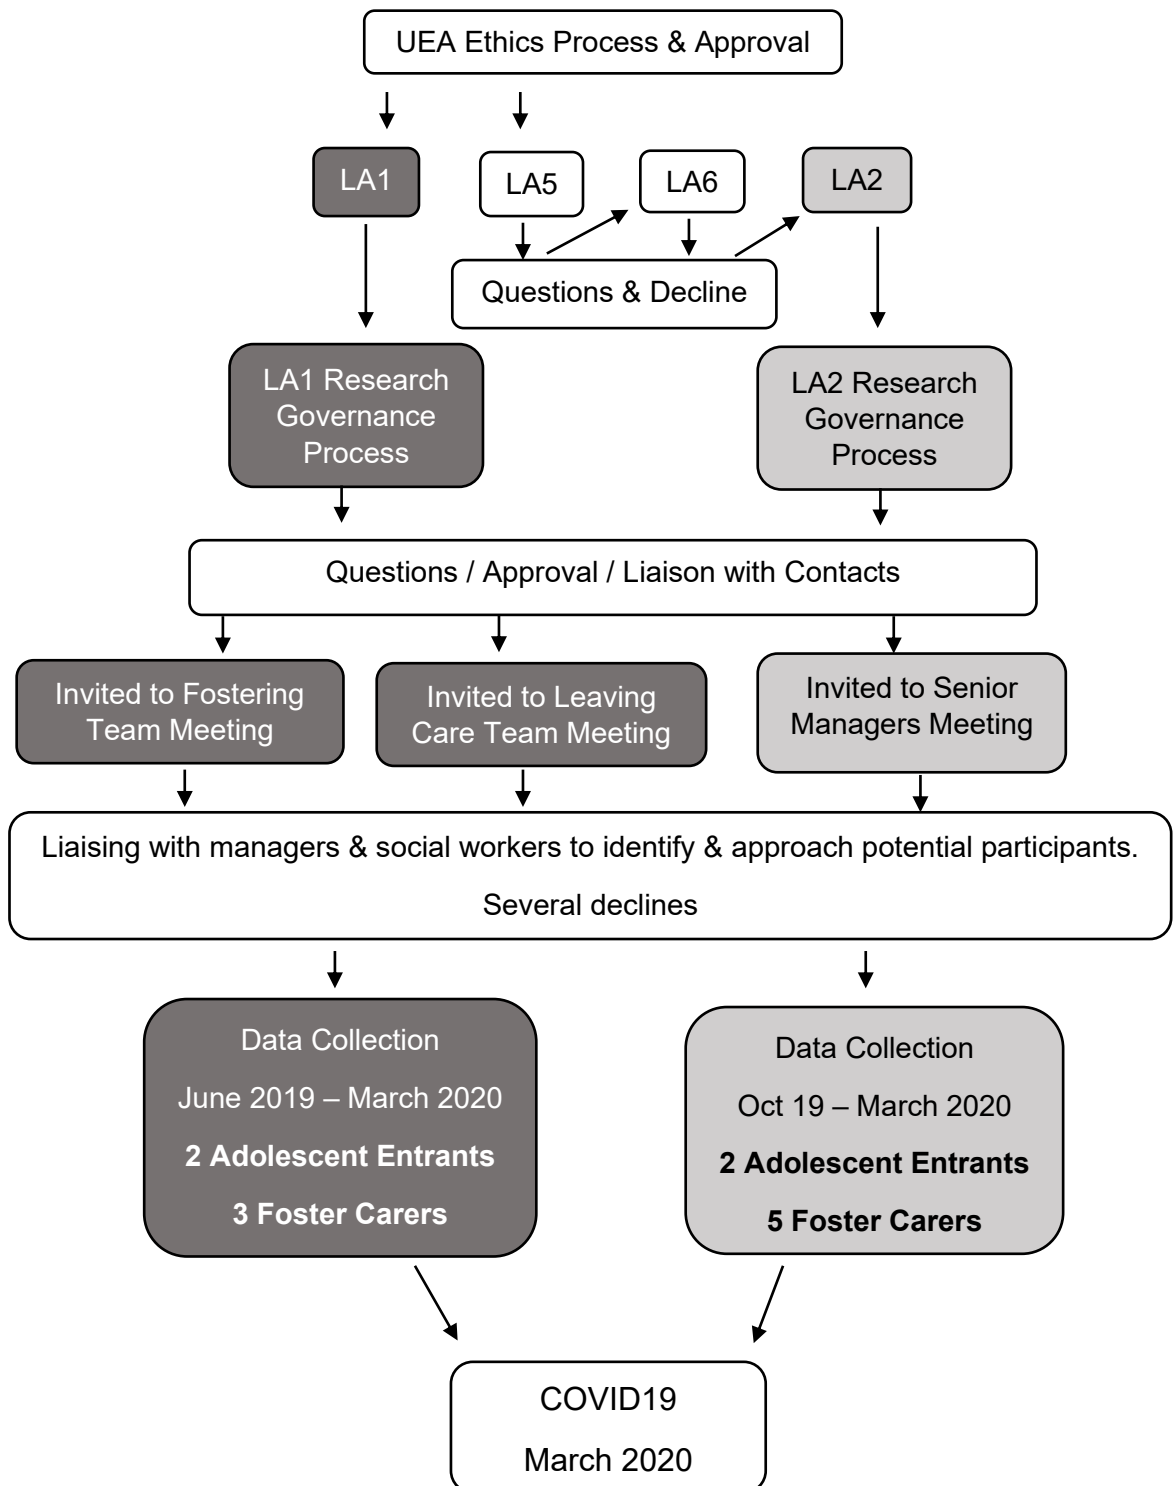 UEA Ethics Process & Approval
LA1
LA5
LA6
LA2
Questions & Decline
LA1 Research
Governance
Process
LA2 Research
Governance
Process
Questions / Approval / Liaison with Contacts
Invited to Fostering
Team Meeting
Invited to Leaving
Care Team Meeting
Invited to Senior
Managers Meeting
Liaising with managers & social workers to identify & approach potential participants.
Several declines
Data Collection
June 2019 – March 2020
2 Adolescent Entrants
3 Foster Carers
Data Collection
Oct 19 – March 2020
2 Adolescent Entrants
5 Foster Carers
COVID19
March 2020